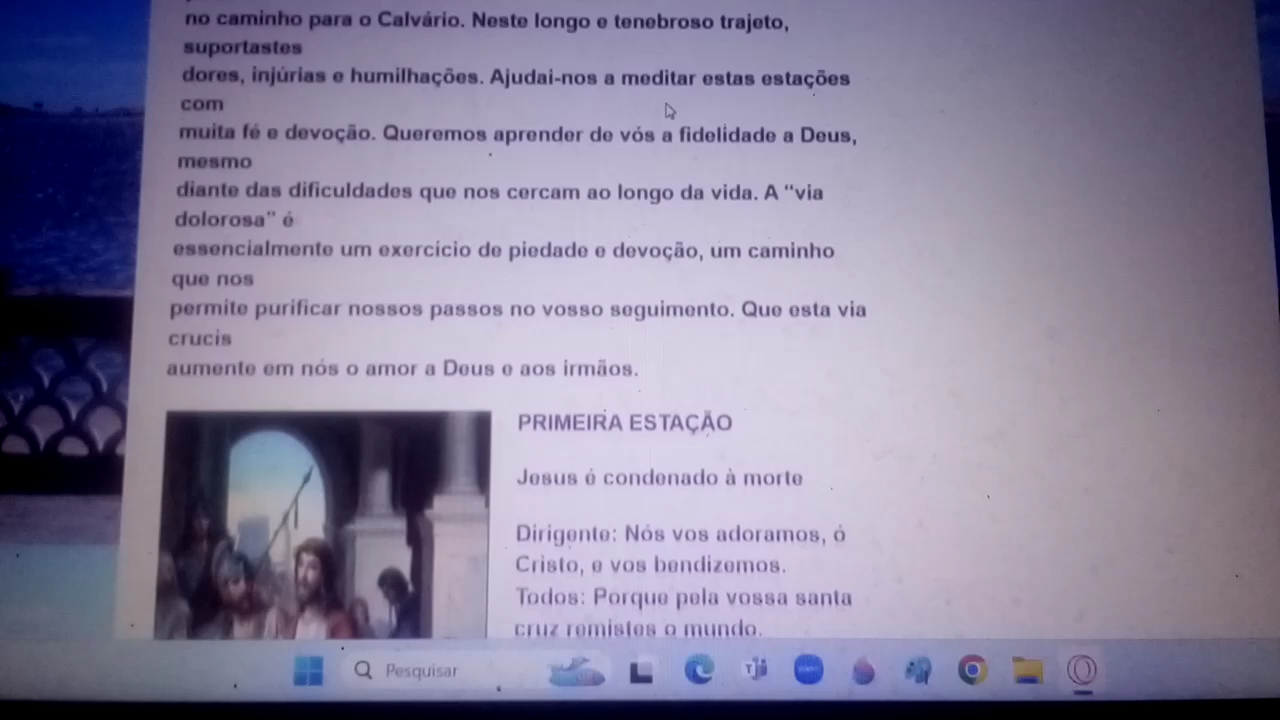 no caminho para o Calvário. Neste longo e tenebroso trajeto,
suportastes
dores, injúrias e humilhações. Ajudai-nos a meditar estas estações
com
muita fé e devoção. Queremos aprender de vós a fidelidade a Deus,
mesmo
diante das dificuldades que nos cercam ao longo da vida. A “via
dolorosa” é
essencialmente um exercício de piedade e devoção, um caminho
que nos
permite purificar nossos passos no vosso seguimento. Que esta via
crucis
aumente em nós o amor a Deus e aos irmãos.
PRIMEIRA ESTAÇÃO
Jesus é condenado à morte
Dirigente: Nós vos adoramos, ó
Cristo, e vos bendizemos.
Todos: Porque pela vossa santa
cruz remistes o mundo.
Pesquisar